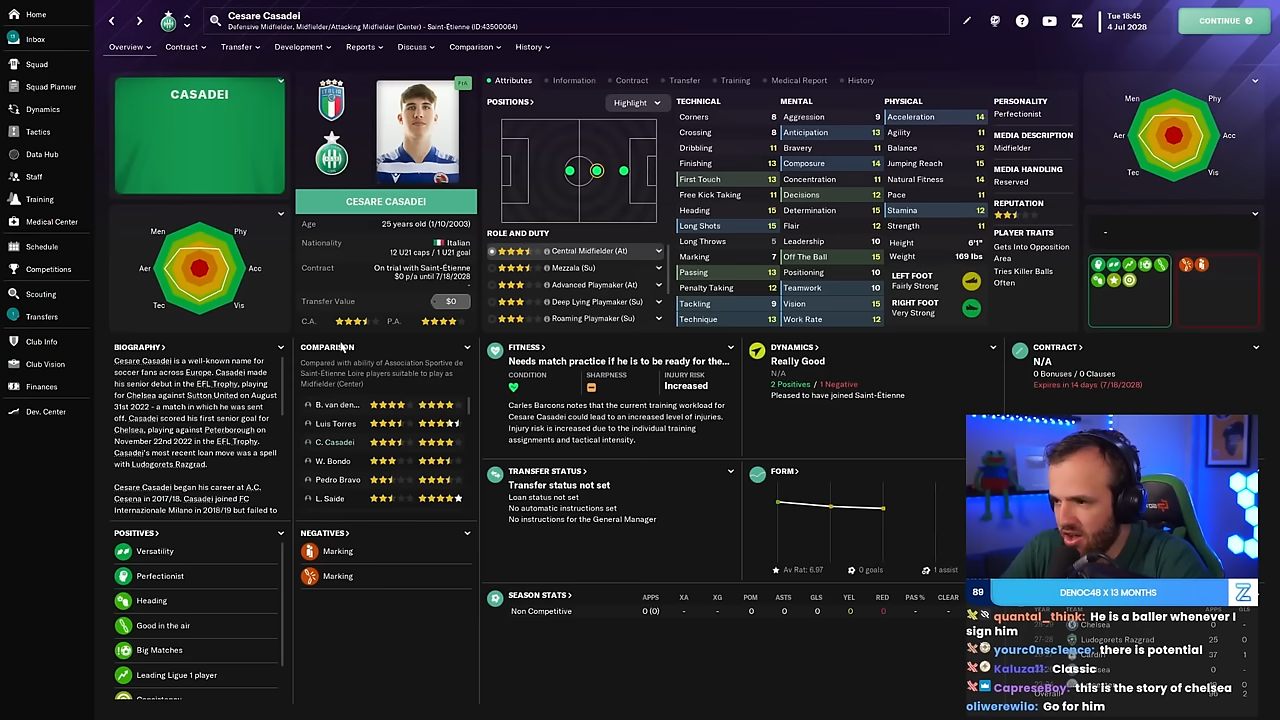 Home
Inbox
Squad
Squad Planner
Dynamics
Tactics
Data Hub
Staff
Training
Medical Center
Schedule
Competitions
Scouting
Transfers
Club Info
Club Vision
Finances
Dev. Center
Cesare Casadei
Defensive Midfielder, Midfielder/Attacking Midfielder (Center) - Saint-Étienne (ID:43500064)
Tue 18:45
4 Jul 2028
CONTINUE
Overview
Contract
Transfer
Development
Reports
Discuss
Comparison
History
CASADEI
Men
Phy
Aer
Acc
Tec
Vis
CESARE CASADEI
Age
25 years old (1/10/2003)
Nationality
Italian
12 U21 caps / 1 U21 goal
Contract
On trial with Saint-Étienne
$0 p/a until 7/18/2028
Transfer Value
$0
C.A.
P.A.
Attributes
Information
Contract
Transfer
Training
Medical Report
History
POSITIONS >
Highlight
ROLE AND DUTY
Central Midfielder (At)
Mezzala (Su)
Advanced Playmaker (At)
Deep Lying Playmaker (Su)
Roaming Playmaker (Su)
TECHNICAL
Corners 8
Crossing 8
Dribbling 11
Finishing 13
First Touch 13
Free Kick Taking 11
Heading 15
Long Shots 15
Long Throws 5
Marking 7
Passing 13
Penalty Taking 12
Tackling 9
Technique 13
MENTAL
Aggression 9
Anticipation 13
Bravery 11
Composure 14
Concentration 11
Decisions 12
Determination 15
Flair 12
Leadership 10
Off The Ball 15
Positioning 10
Teamwork 10
Vision 15
Work Rate 12
PHYSICAL
Acceleration 14
Agility 11
Balance 13
Jumping Reach 15
Natural Fitness 14
Pace 11
Stamina 12
Strength 11
Height 6'1"
Weight 169 lbs
LEFT FOOT
Fairly Strong
RIGHT FOOT
Very Strong
PERSONALITY
Perfectionist
MEDIA DESCRIPTION
Midfielder
MEDIA HANDLING
Reserved
REPUTATION
PLAYER TRAITS
Gets Into Opposition
Area
Tries Killer Balls
Often
Men
Phy
Aer
Acc
Tec
Vis
-
BIOGRAPHY >
Cesare Casadei is a well-known name for
soccer fans across Europe. Casadei made
his senior debut in the EFL Trophy, playing
for Chelsea against Sutton United on August
31st 2022 - a match in which he was sent
off. Casadei scored his first senior goal for
Chelsea, playing against Peterborough on
November 22nd 2022 in the EFL Trophy.
Casadei's most recent loan move was a spell
with Ludogorets Razgrad.
Cesare Casadei began his career at A.C.
Cesena in 2017/18. Casadei joined FC
Internazionale Milano in 2018/19 but failed to
COMPARISON
Compared with ability of Association Sportive de
Saint-Étienne Loire players suitable to play as
Midfielder (Center)
B. van den...
Luis Torres
C. Casadei
W. Bondo
Pedro Bravo
L. Saide
POSITIVES >
Versatility
Perfectionist
Heading
Good in the air
Big Matches
Leading Ligue 1 player
Consistency
NEGATIVES >
Marking
Marking
FITNESS >
Needs match practice if he is to be ready for the...
CONDITION
SHARPNESS
INJURY RISK
Increased
Carles Barcons notes that the current training workload for
Cesare Casadei could lead to an increased level of injuries.
Injury risk is increased due to the individual training
assignments and tactical intensity.
DYNAMICS >
Really Good
N/A
2 Positives / 1 Negative
Pleased to have joined Saint-Étienne
CONTRACT >
N/A
0 Bonuses / 0 Clauses
Expires in 14 days (7/18/2028)
TRANSFER STATUS >
Transfer status not set
Loan status not set
No automatic instructions set
No instructions for the General Manager
FORM >
Av Rat: 6.97
0 goals
1 assist
SEASON STATS >
APPS XA XG POM ASTS GLS YEL RED PAS % CLEAR
Non Competitive 0 (0) - - 0 0 0 0 0 - -
89
DENOC48 X 13 MONTHS
quantal_think: He is a baller whenever I
sign him
yourc0nsc1ence: there is potential
Kaluza11: Classic
CapreseBoy: this is the story of chelsea
oliwerewilo: Go for him
Chelsea
Ludogorets Razgrad 25 0